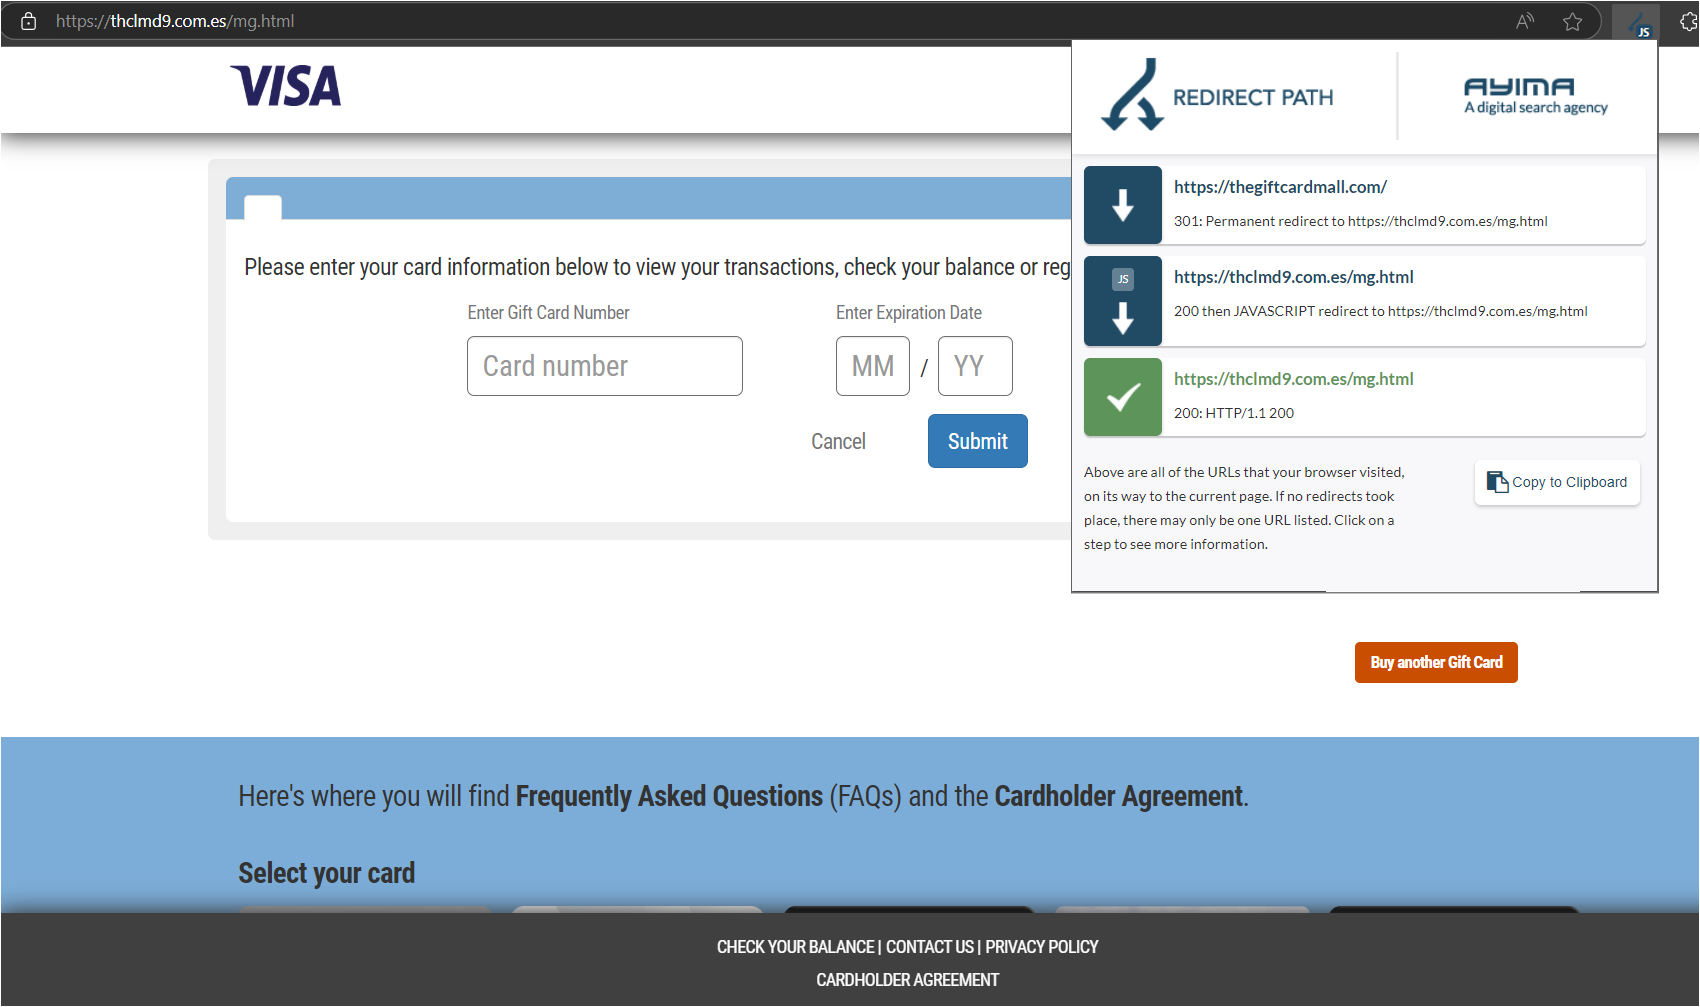 https://thclmd9.com.es/mg.html
JS
VISA
REDIRECT PATH
AYIMA
A digital search agency
https://thegiftcardmall.com/
301: Permanent redirect to https://thclmd9.com.es/mg.html
JS
https://thclmd9.com.es/mg.html
200 then JAVASCRIPT redirect to https://thclmd9.com.es/mg.html
https://thclmd9.com.es/mg.html
200: HTTP/1.1 200
Above are all of the URLs that your browser visited,
on its way to the current page. If no redirects took
place, there may only be one URL listed. Click on a
step to see more information.
Copy to Clipboard
Please enter your card information below to view your transactions, check your balance or reg
Enter Gift Card Number
Enter Expiration Date
Card number
MM / YY
Cancel
Submit
Buy another Gift Card
Here's where you will find Frequently Asked Questions (FAQs) and the Cardholder Agreement.
Select your card
CHECK YOUR BALANCE | CONTACT US | PRIVACY POLICY
CARDHOLDER AGREEMENT